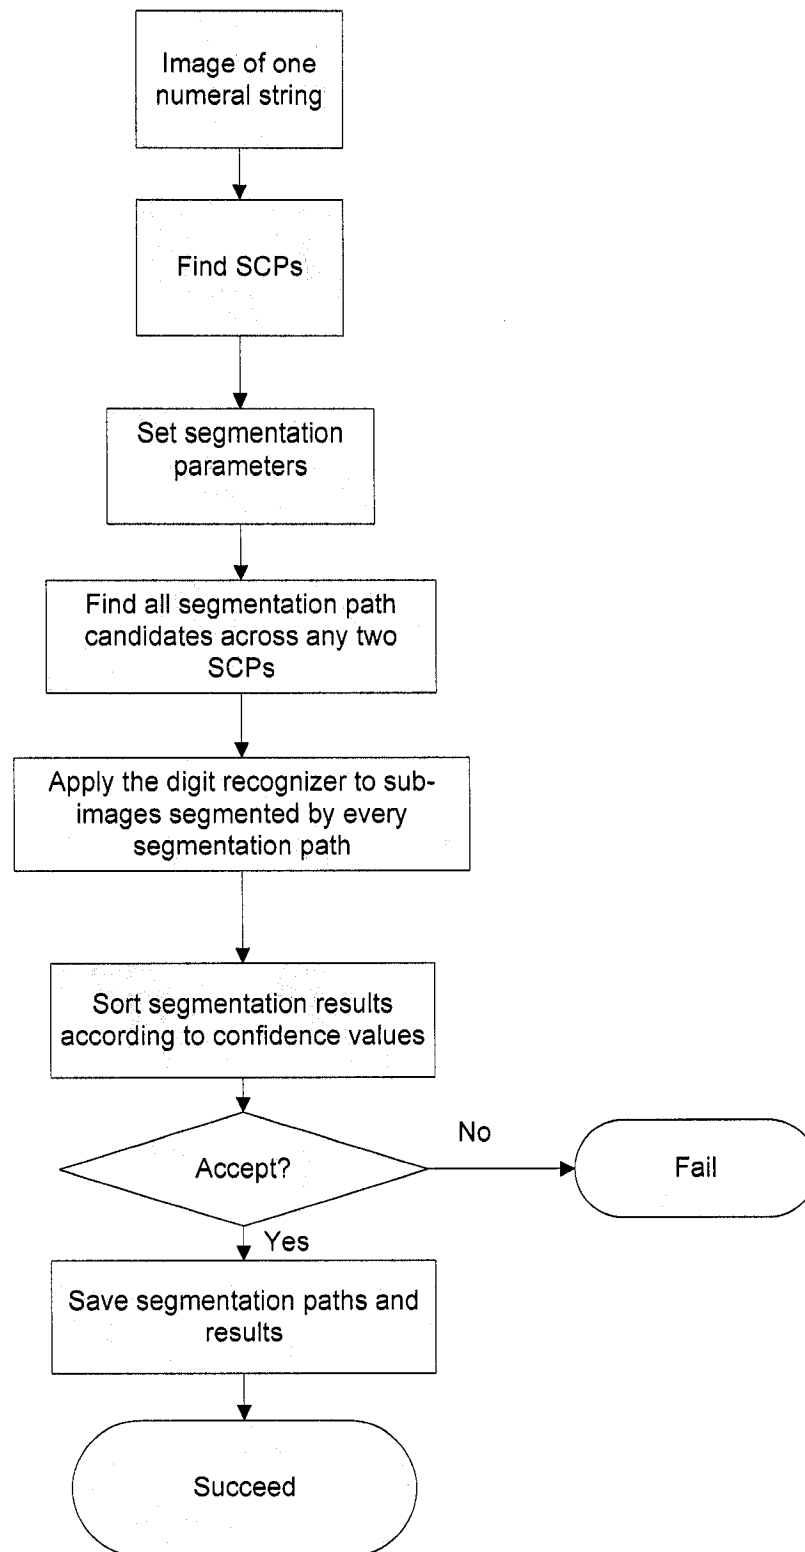 Image of one
numeral string
Find SCPs
Set segmentation
parameters
Find all segmentation path
candidates across any two
SCPs
Apply the digit recognizer to sub-
images segmented by every
segmentation path
Sort segmentation results
according to confidence values
Accept?
No
Fail
Yes
Save segmentation paths and
results
Succeed